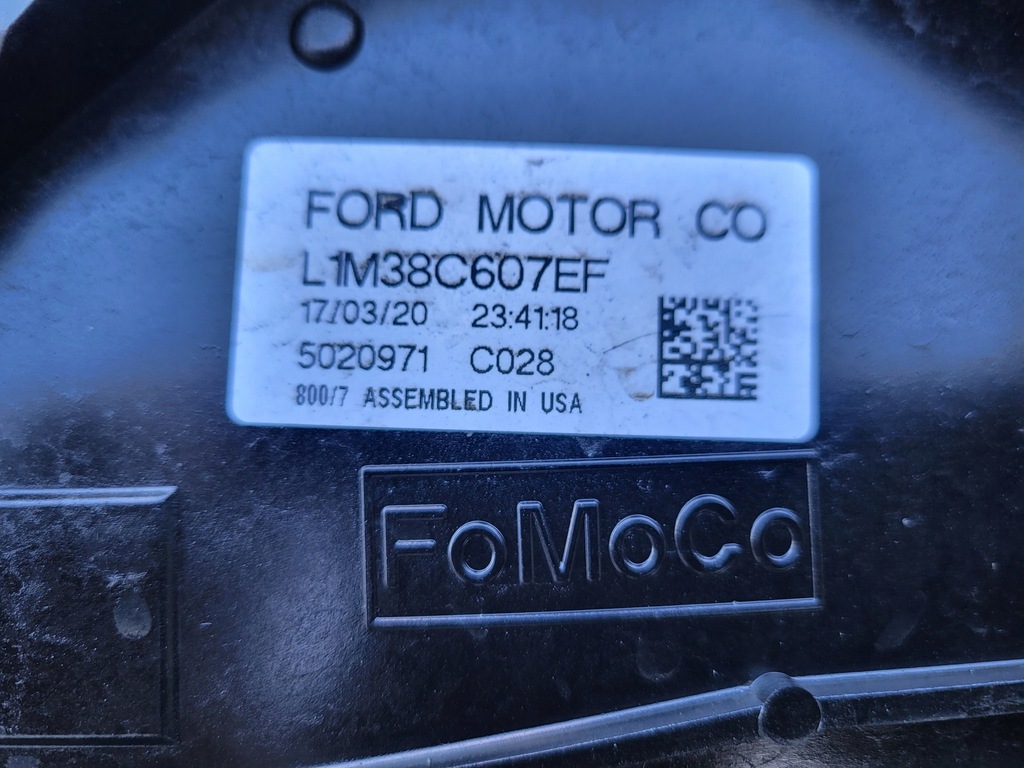 FORD MOTOR CO
L1M38C607EF
17/03/20 23:41:18
5020971 C028
800/7 ASSEMBLED IN USA
FoMoCo